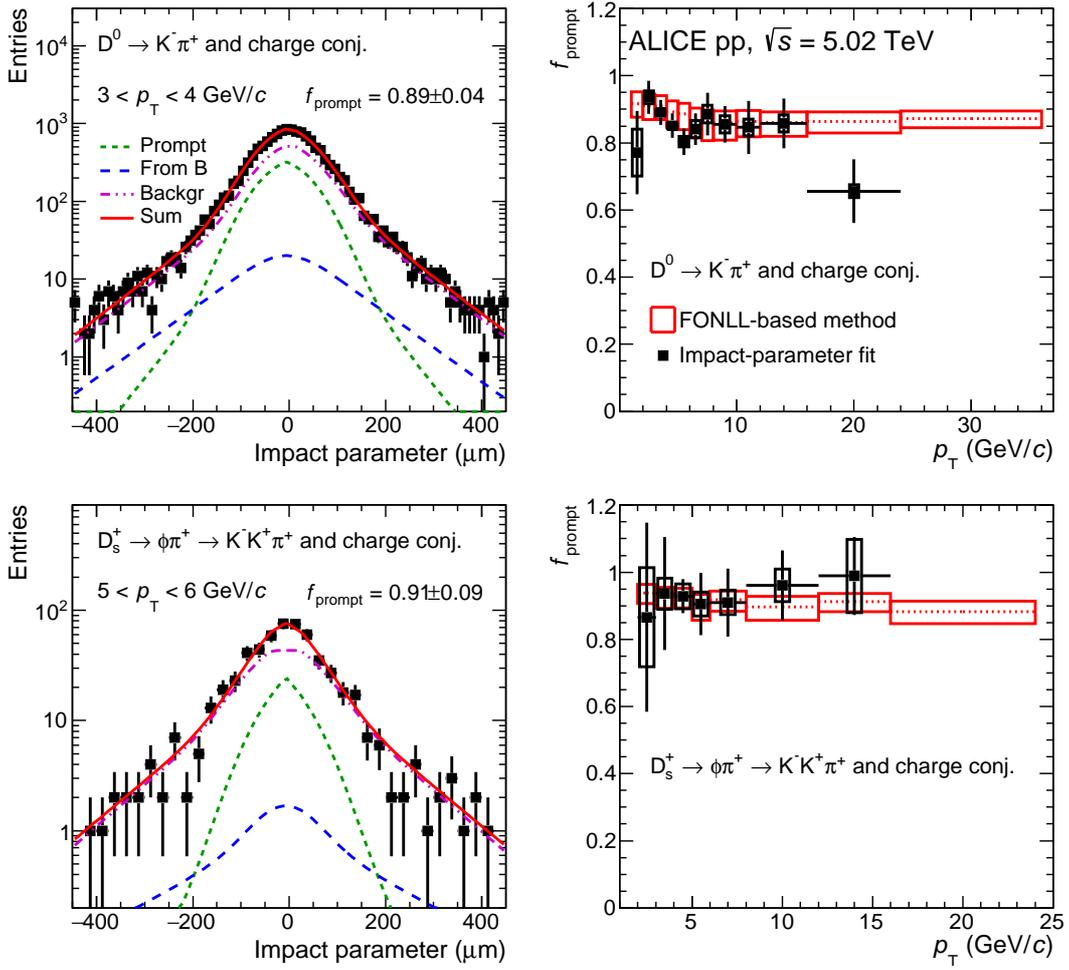 Entries
10⁴
10³
10²
10
1
D⁰ → K⁻π⁺ and charge conj.
3 < p_T < 4 GeV/c f_prompt = 0.89±0.04
Prompt
From B
Backgr
Sum
−400 −200 0 200 400
Impact parameter (μm)
f_prompt
1.2
1
0.8
0.6
0.4
0.2
0
ALICE pp, √s = 5.02 TeV
D⁰ → K⁻π⁺ and charge conj.
FONLL-based method
Impact-parameter fit
10 20 30
p_T (GeV/c)
Entries
10²
10
1
D_s⁺ → ϕπ⁺ → K⁻K⁺π⁺ and charge conj.
5 < p_T < 6 GeV/c f_prompt = 0.91±0.09
−400 −200 0 200 400
Impact parameter (μm)
f_prompt
1.2
1
0.8
0.6
0.4
0.2
0
D_s⁺ → ϕπ⁺ → K⁻K⁺π⁺ and charge conj.
5 10 15 20 25
p_T (GeV/c)